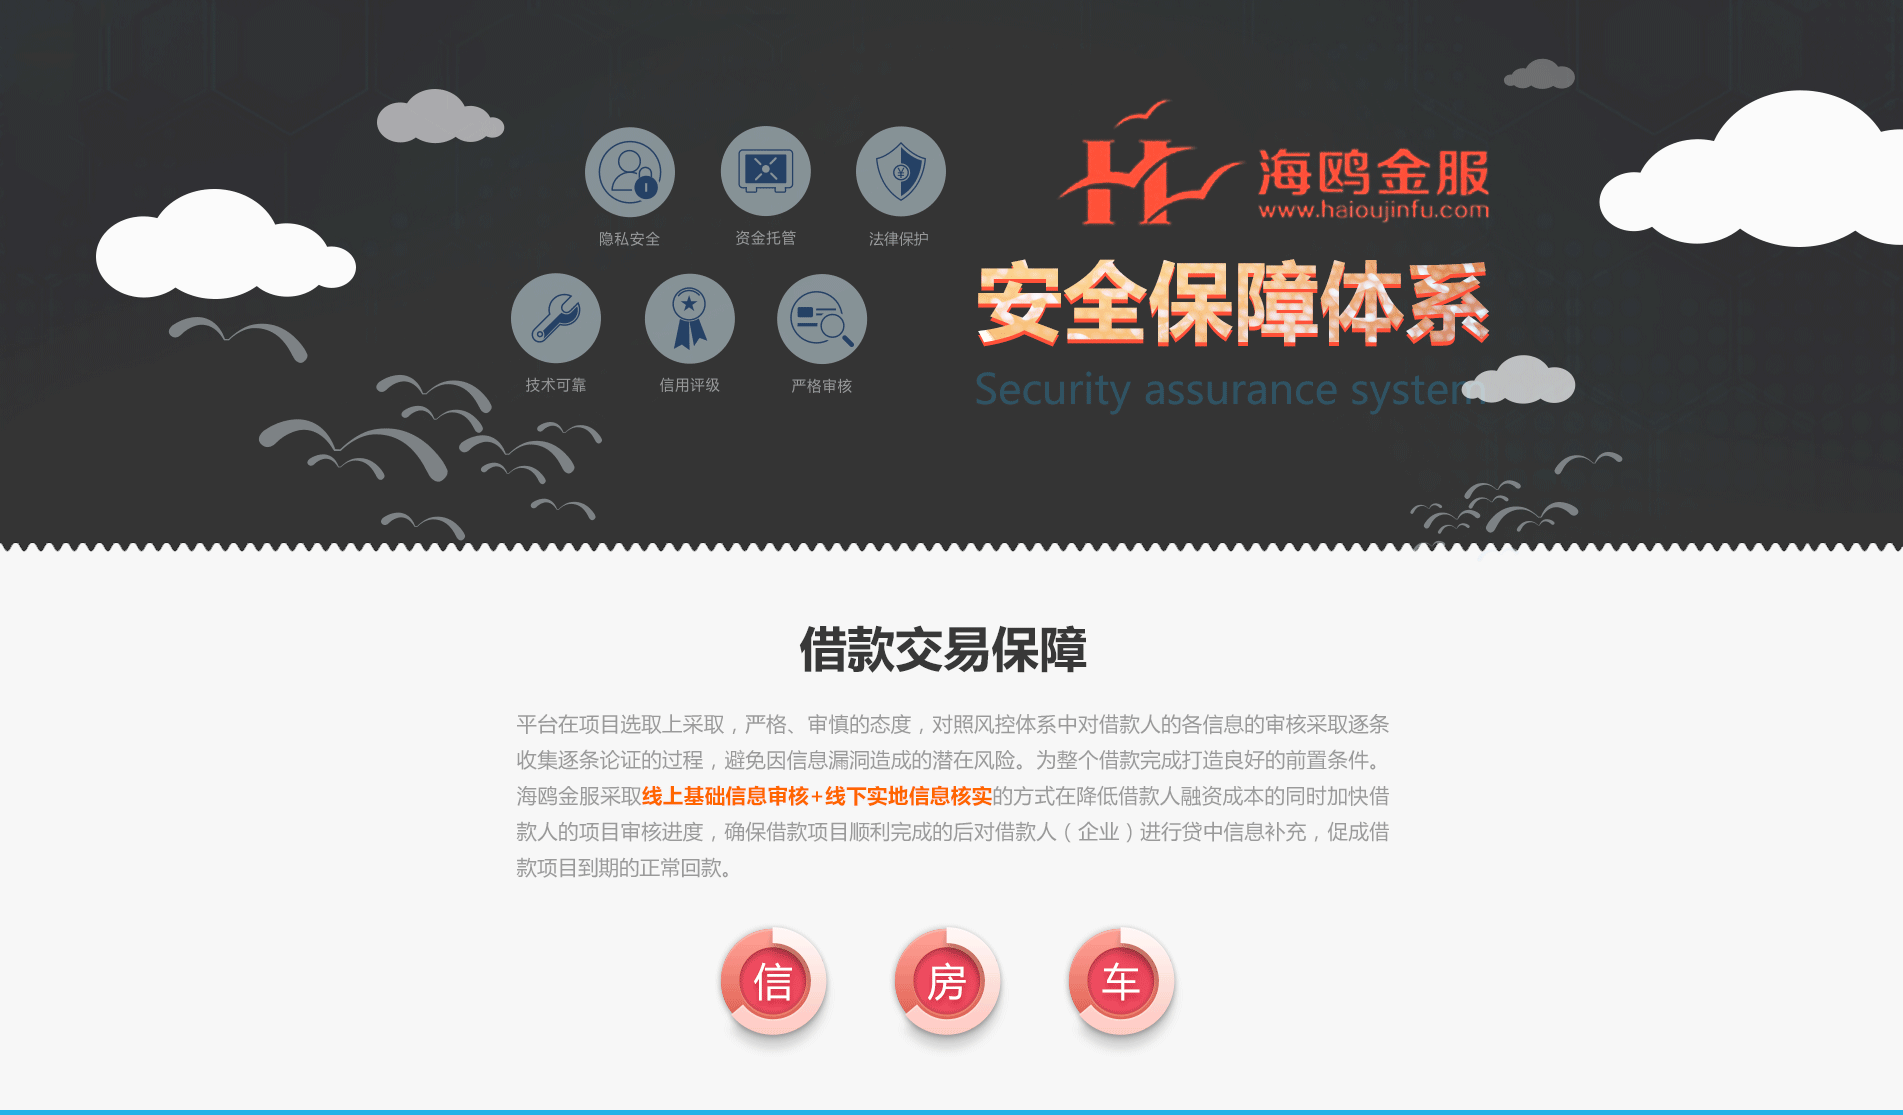 隐私安全
资金托管
法律保护
技术可靠
信用评级
严格审核
海鸥金服
www.haioujinfu.com
安全保障体系
Security assurance system
借款交易保障
平台在项目选取上采取，严格、审慎的态度，对照风控体系中对借款人的各信息的审核采取逐条
收集逐条论证的过程，避免因信息漏洞造成的潜在风险。为整个借款完成打造良好的前置条件。
海鸥金服采取线上基础信息审核+线下实地信息核实的方式在降低借款人融资成本的同时加快借
款人的项目审核进度，确保借款项目顺利完成的后对借款人（企业）进行贷中信息补充，促成借
款项目到期的正常回款。
信
房
车